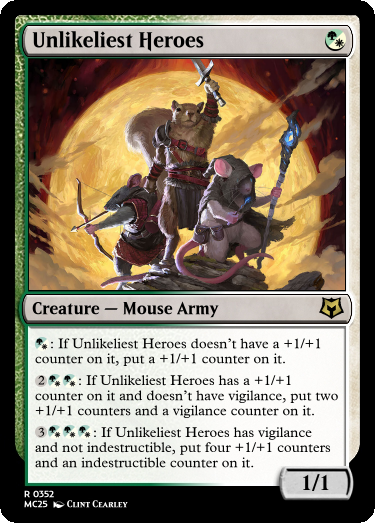 Unlikeliest Heroes
Creature — Mouse Army
: If Unlikeliest Heroes doesn't have a +1/+1
counter on it, put a +1/+1 counter on it.
2 : If Unlikeliest Heroes has a +1/+1
counter on it and doesn't have vigilance, put two
+1/+1 counters and a vigilance counter on it.
3 : If Unlikeliest Heroes has vigilance
and not indestructible, put four +1/+1 counters
and an indestructible counter on it.
1/1
R 0352
MC25 Clint Cearley